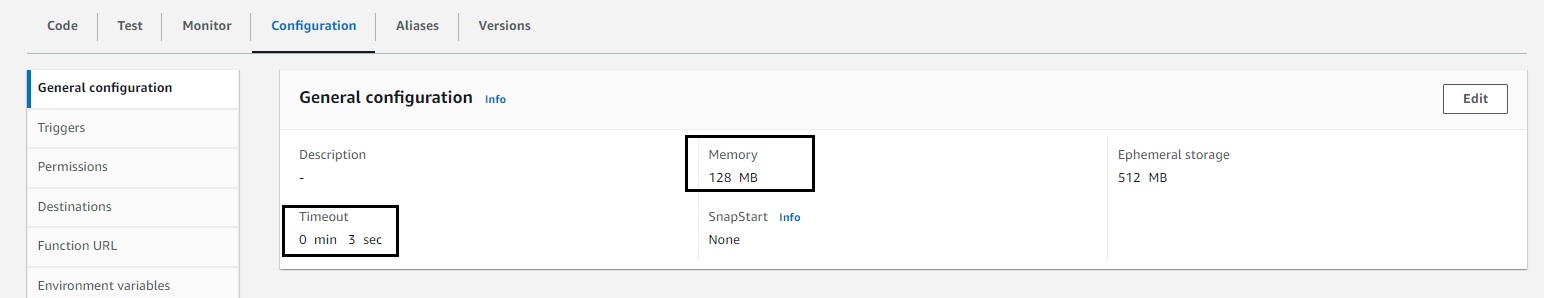 Code Test Monitor Configuration Aliases Versions
General configuration
Triggers
Permissions
Destinations
Function URL
Environment variables
General configuration Info
Edit
Description
-
Memory
128 MB
Ephemeral storage
512 MB
Timeout
0 min 3 sec
SnapStart Info
None